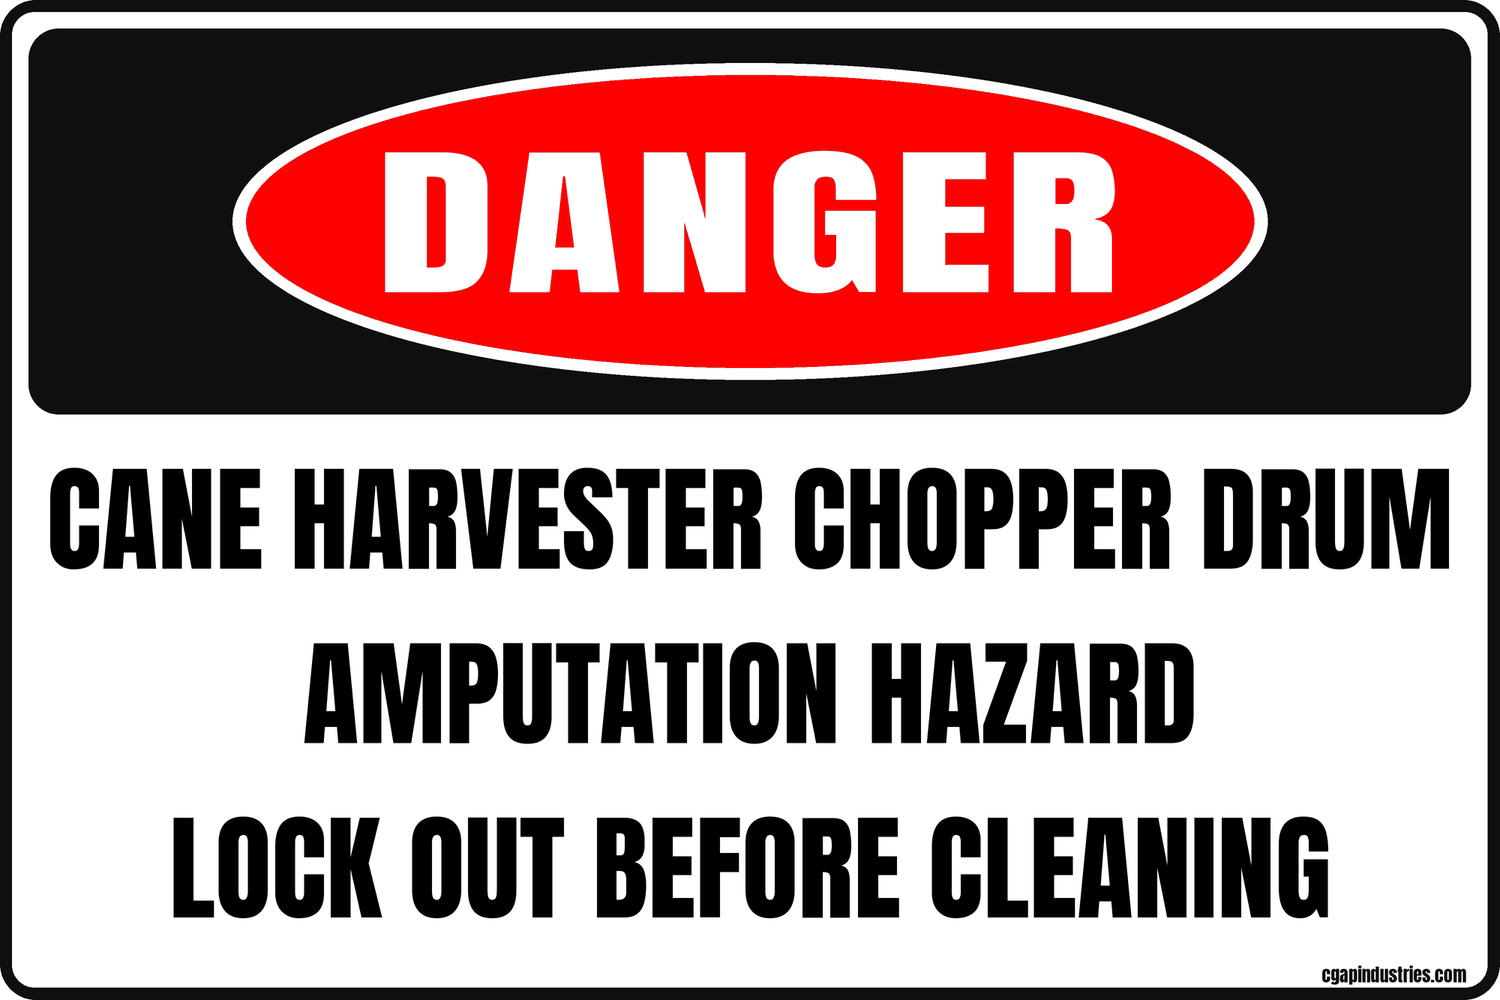 DANGER
CANE HARVESTER CHOPPER DRUM
AMPUTATION HAZARD
LOCK OUT BEFORE CLEANING
cgapindustries.com